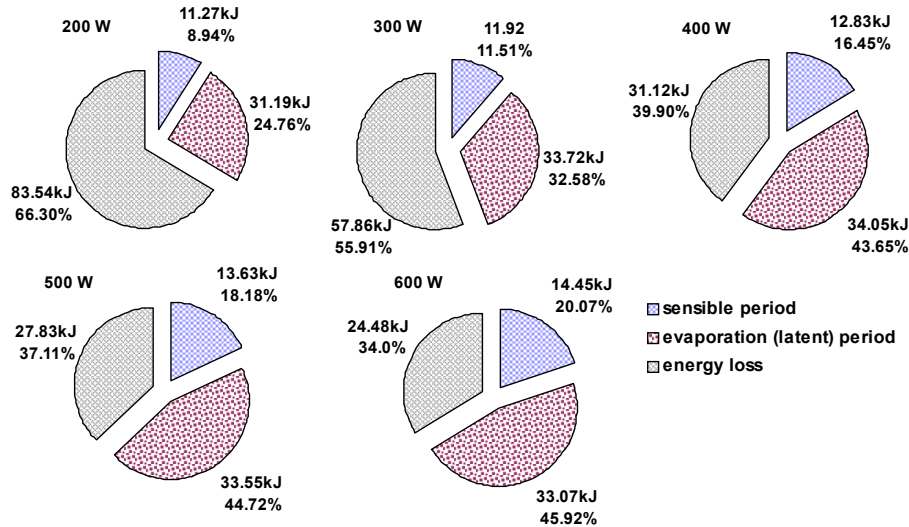 200 W
11.27kJ
8.94%
31.19kJ
24.76%
83.54kJ
66.30%
300 W
11.92
11.51%
33.72kJ
32.58%
57.86kJ
55.91%
400 W
12.83kJ
16.45%
31.12kJ
39.90%
34.05kJ
43.65%
500 W
13.63kJ
18.18%
27.83kJ
37.11%
33.55kJ
44.72%
600 W
14.45kJ
20.07%
24.48kJ
34.0%
33.07kJ
45.92%
sensible period
evaporation (latent) period
energy loss